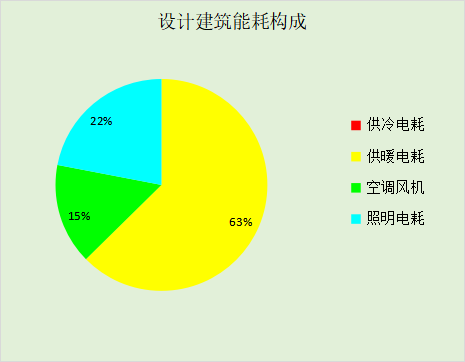 设计建筑能耗构成
供冷电耗
22%
供暖电耗
空调风机
15%
照明电耗
63%